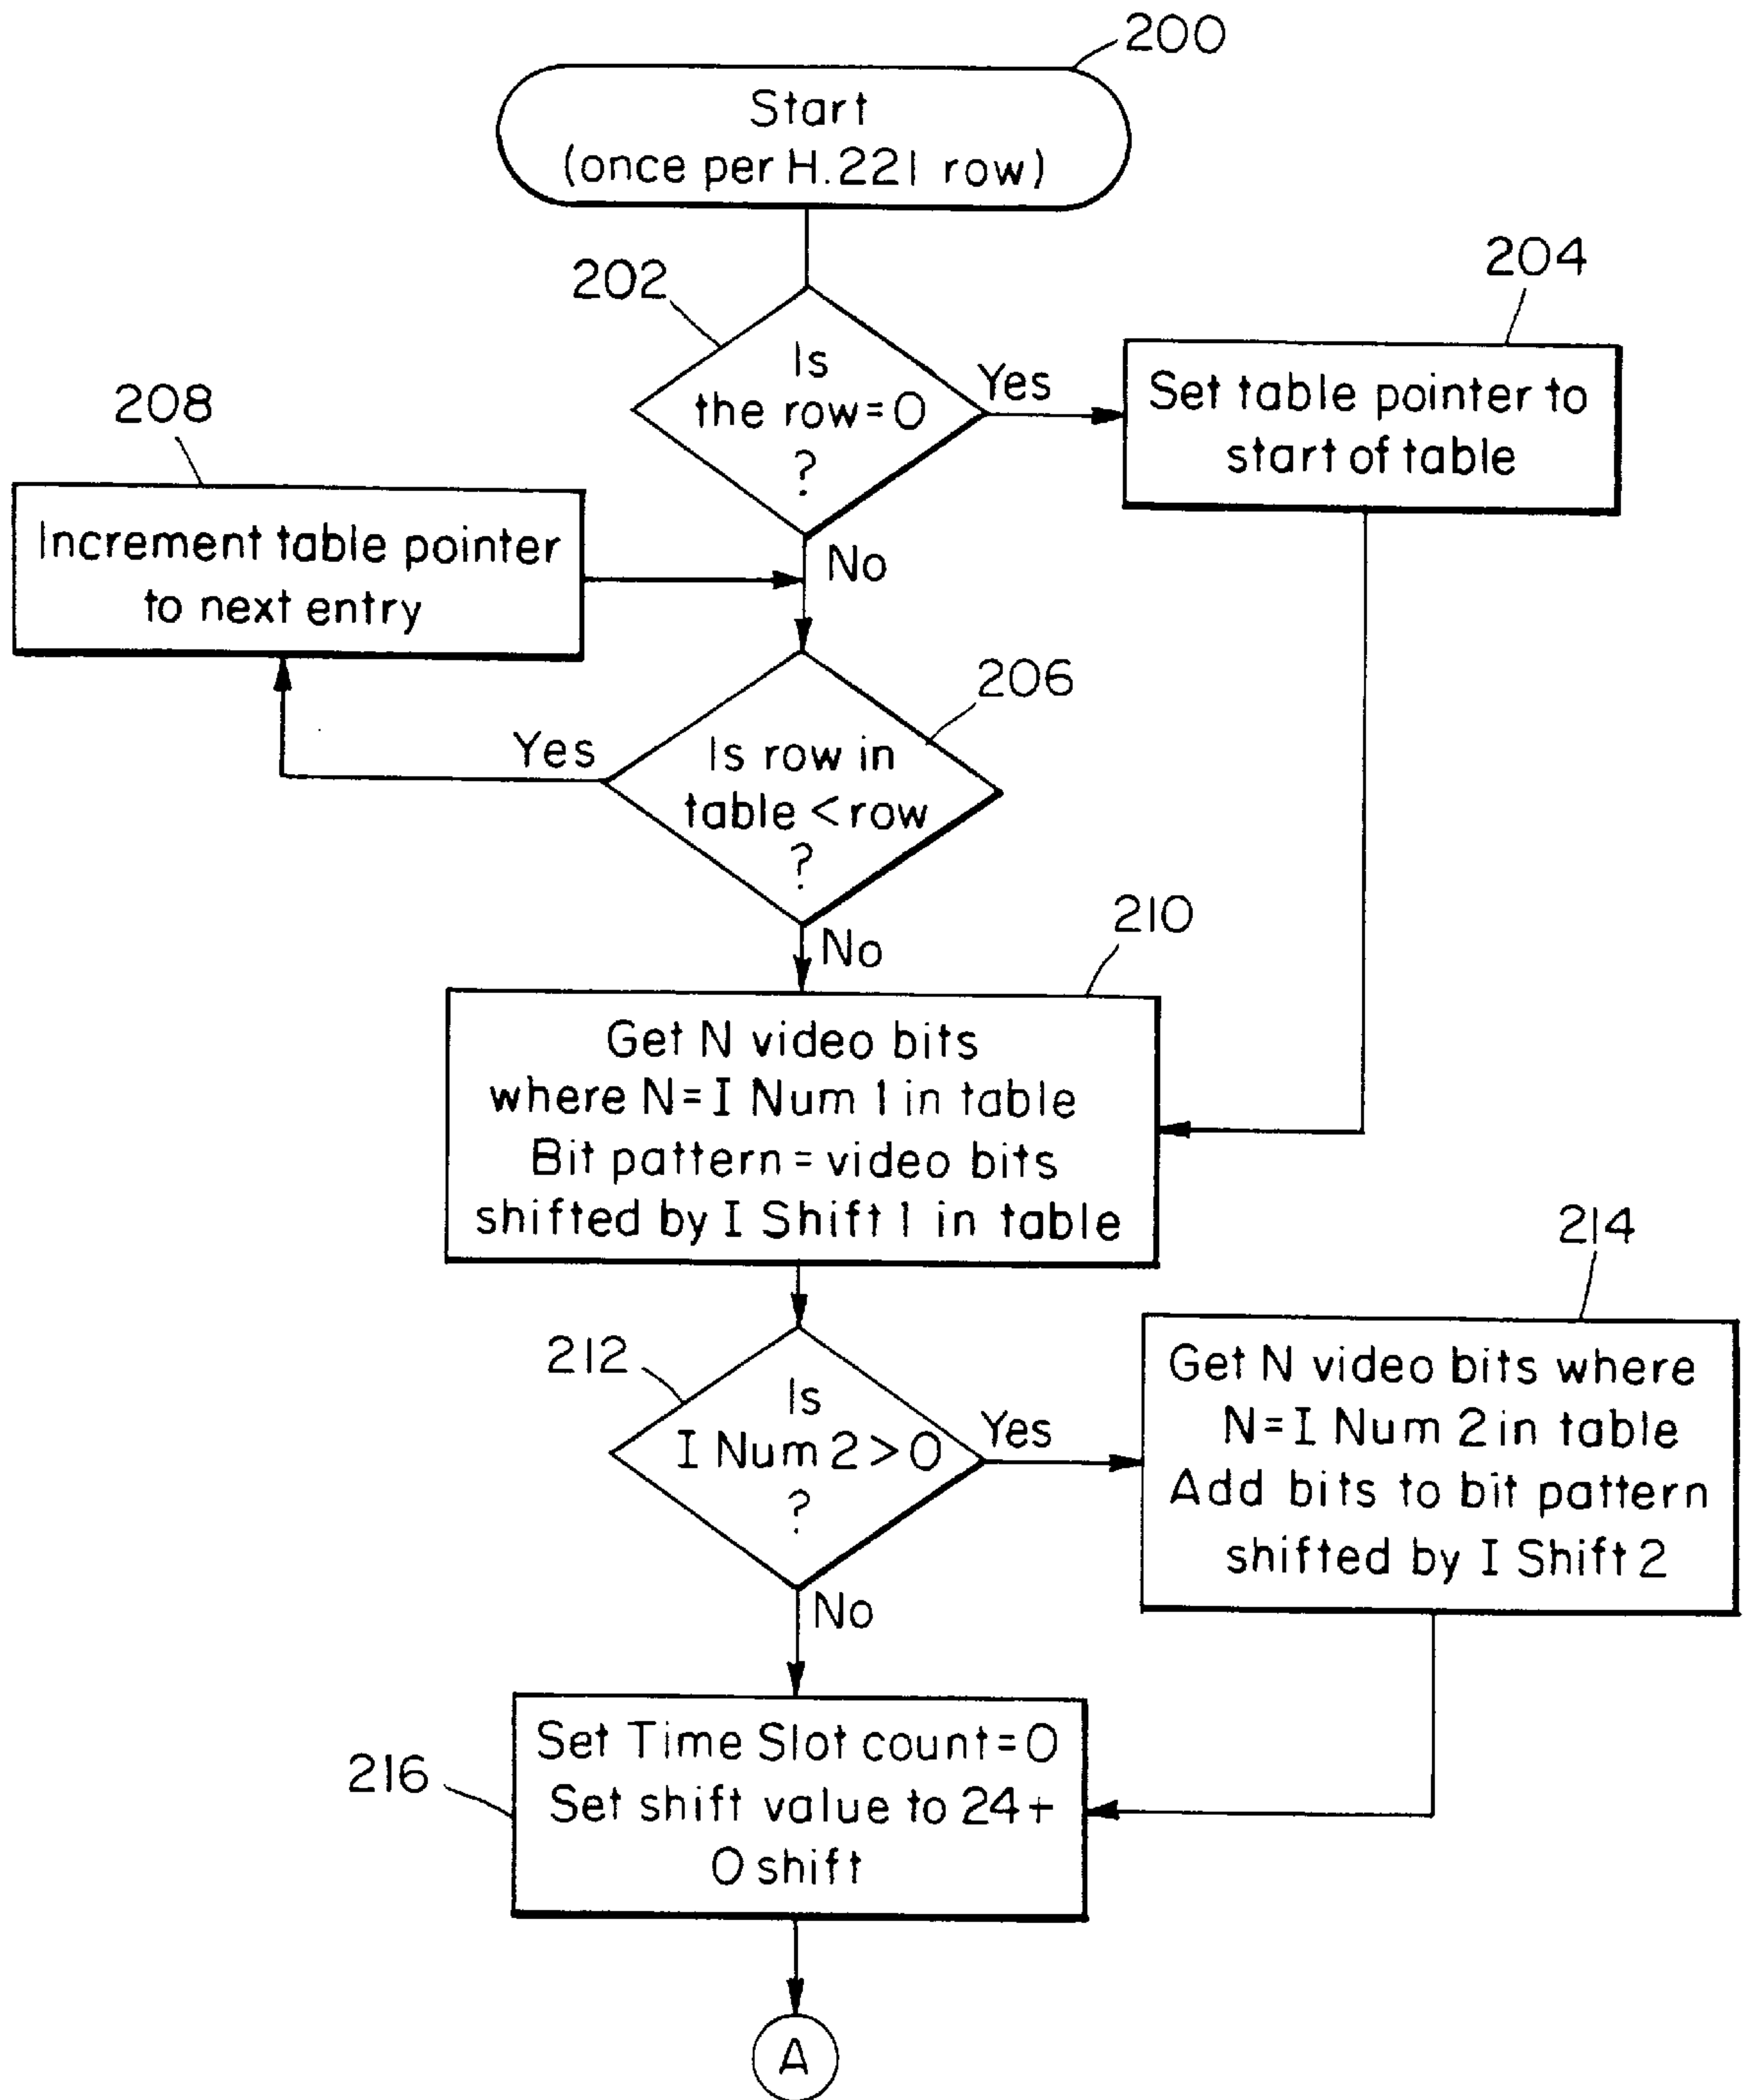 200
Start
(once per H.221 row)
202
Is
the row=0
?
Yes
204
Set table pointer to
start of table
208
Increment table pointer
to next entry
No
206
Yes
Is row in
table < row
?
No
210
Get N video bits
where N=I Num 1 in table
Bit pattern = video bits
shifted by I Shift 1 in table
212
Is
I Num 2 > 0
?
Yes
214
Get N video bits where
N=I Num 2 in table
Add bits to bit pattern
shifted by I Shift 2
No
216
Set Time Slot count=0
Set shift value to 24+
O shift
A